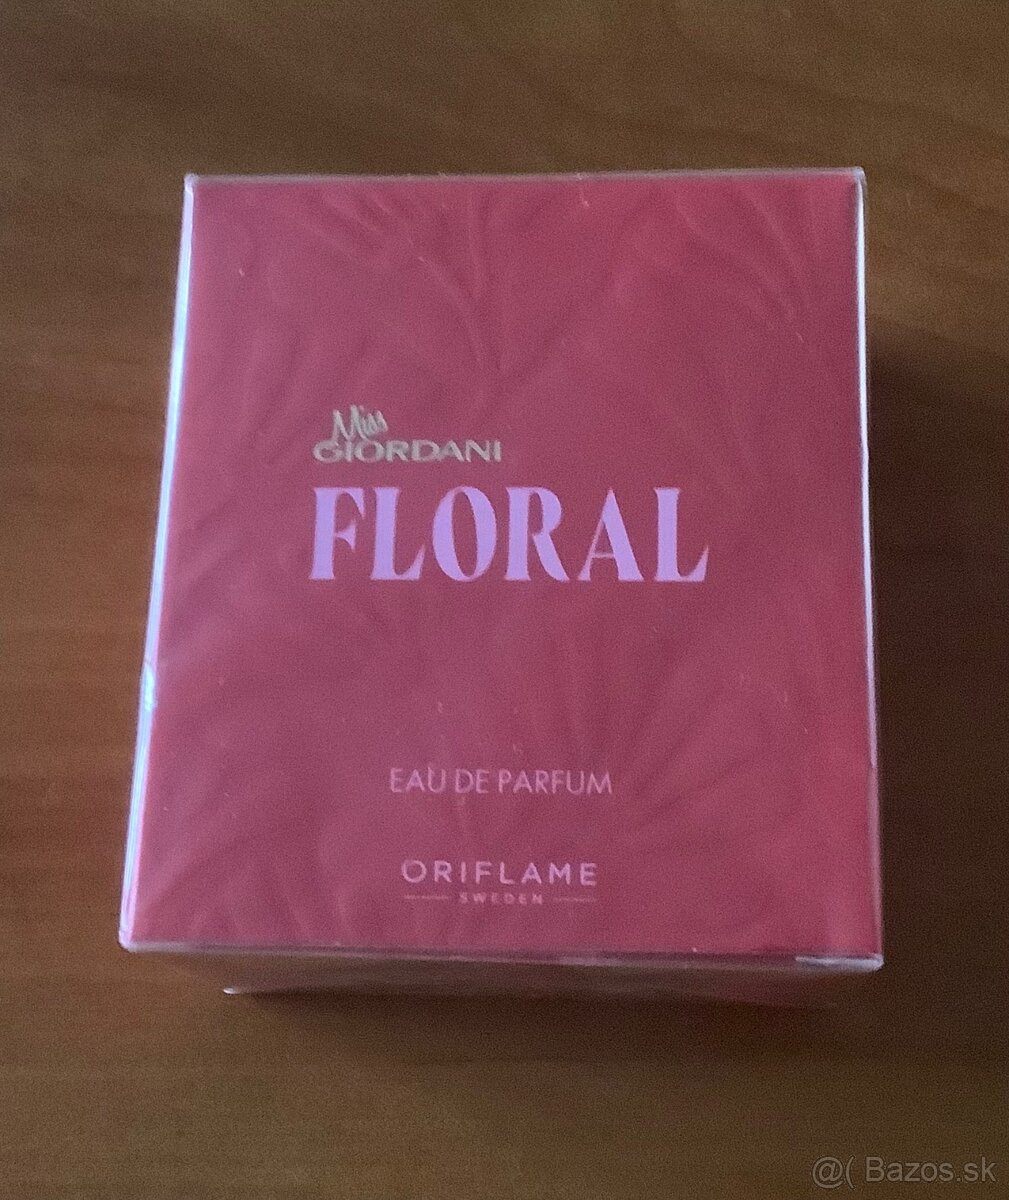 Miss
GIORDANI
FLORAL
EAU DE PARFUM
ORIFLAME
SWEDEN
@( Bazos.sk